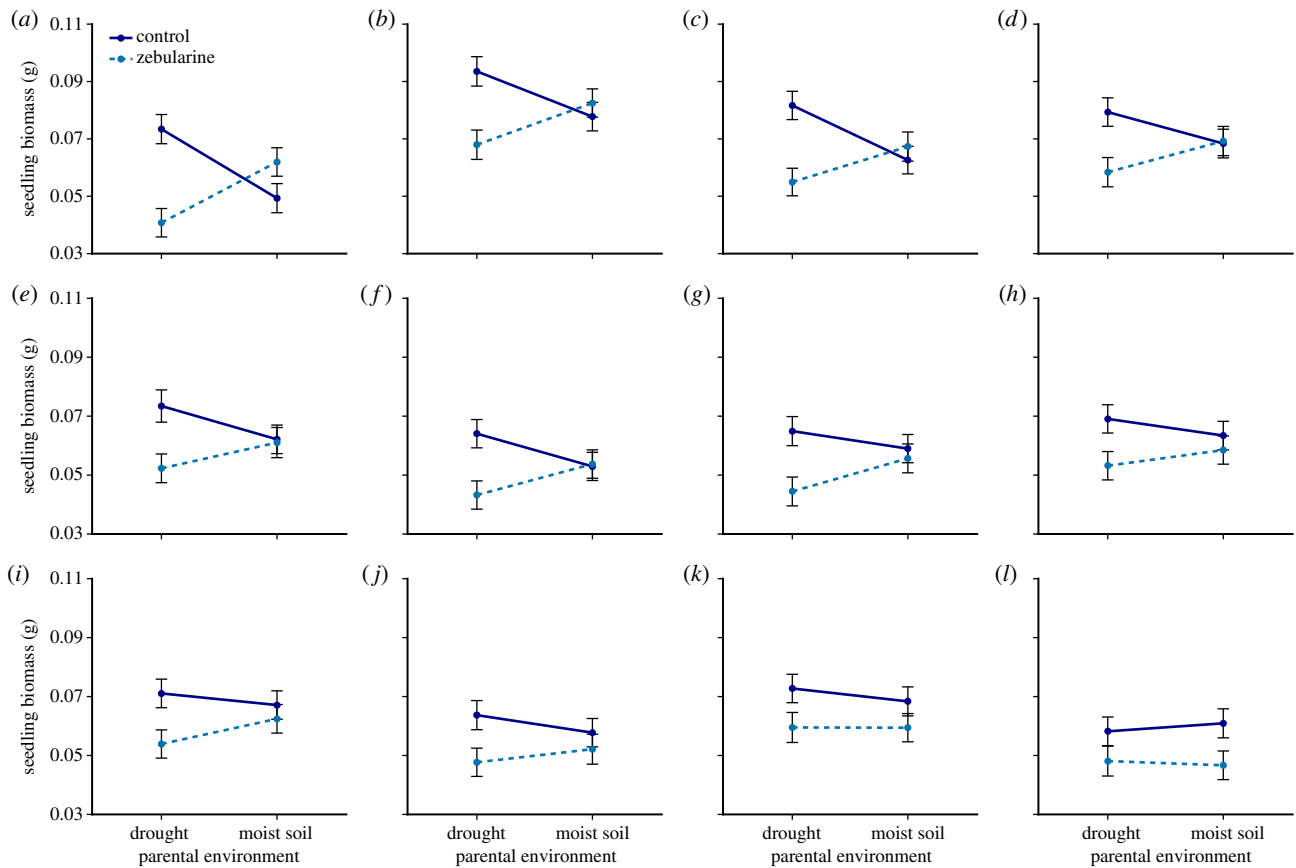 (a) (b) (c) (d)
0.11
control
zebularine
0.09
0.07
0.05
0.03
seedling biomass (g)
(e) (f) (g) (h)
0.11
0.09
0.07
0.05
0.03
seedling biomass (g)
(i) (j) (k) (l)
0.11
0.09
0.07
0.05
0.03
seedling biomass (g)
drought moist soil drought moist soil drought moist soil drought moist soil
parental environment parental environment parental environment parental environment